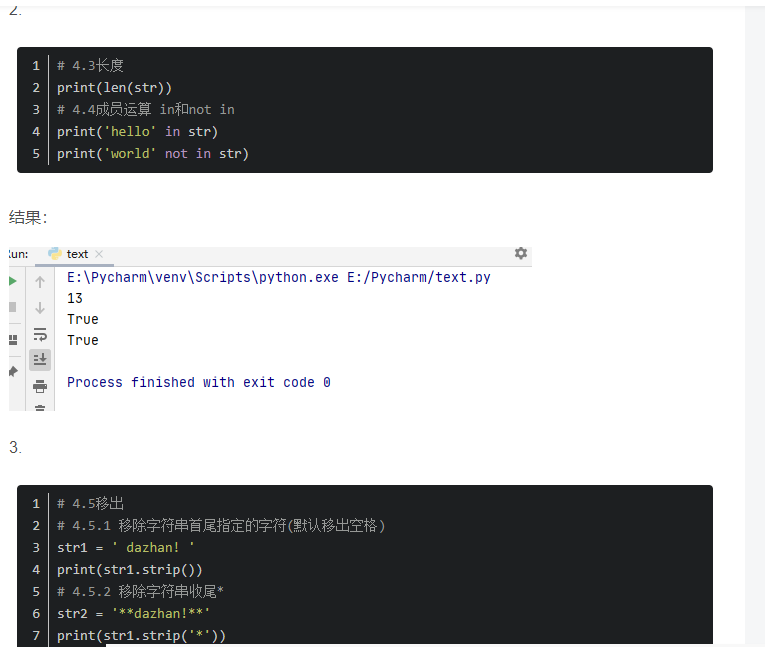 2.
1 # 4.3长度
2 print(len(str))
3 # 4.4成员运算 in和not in
4 print('hello' in str)
5 print('world' not in str)
结果：
Run: text
E:\Pycharm\venv\Scripts\python.exe E:/Pycharm/text.py
13
True
True
Process finished with exit code 0
3.
1 # 4.5移出
2 # 4.5.1 移除字符串首尾指定的字符(默认移出空格)
3 str1 = ' dazhan! '
4 print(str1.strip())
5 # 4.5.2 移除字符串收尾*
6 str2 = '**dazhan!**'
7 print(str1.strip('*'))